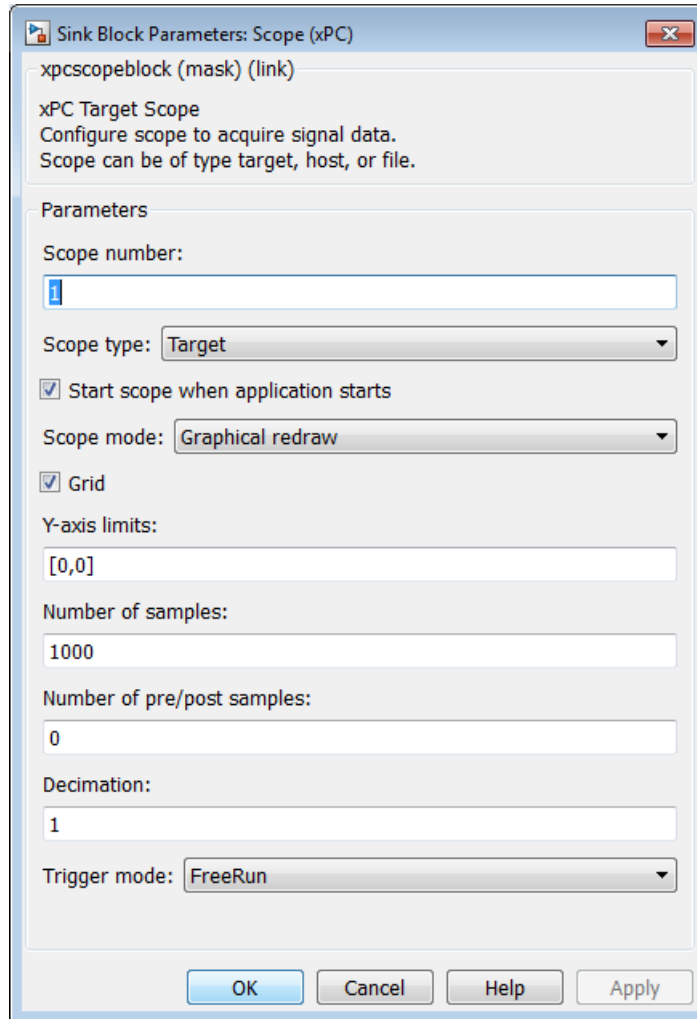 Sink Block Parameters: Scope (xPC)
xpcscopeblock (mask) (link)
xPC Target Scope
Configure scope to acquire signal data.
Scope can be of type target, host, or file.
Parameters
Scope number:
1
Scope type: Target
Start scope when application starts
Scope mode: Graphical redraw
Grid
Y-axis limits:
[0,0]
Number of samples:
1000
Number of pre/post samples:
0
Decimation:
1
Trigger mode: FreeRun
OK Cancel Help Apply